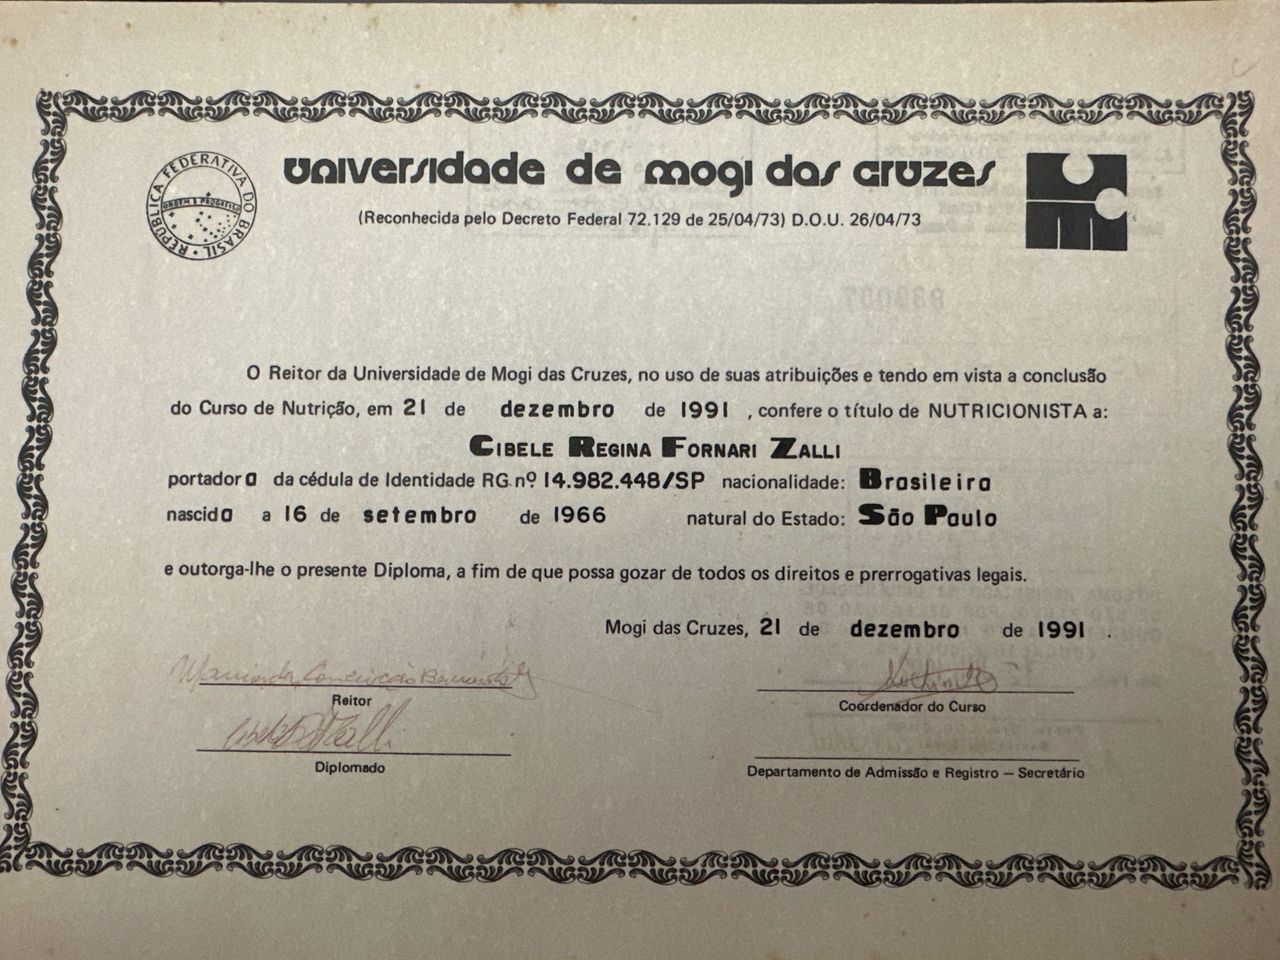 REPÚBLICA FEDERATIVA DO BRASIL
ORDEM E PROGRESSO
universidade de mogi das cruzes
(Reconhecida pelo Decreto Federal 72.129 de 25/04/73) D.O.U. 26/04/73
O Reitor da Universidade de Mogi das Cruzes, no uso de suas atribuições e tendo em vista a conclusão
do Curso de Nutrição, em 21 de dezembro de 1991 , confere o título de NUTRICIONISTA a:
CIBELE REGINA FORNARI ZALLI
portadora da cédula de Identidade RG nº 14.982.448/SP nacionalidade: Brasileira
nascida a 16 de setembro de 1966 natural do Estado: São Paulo
e outorga-lhe o presente Diploma, a fim de que possa gozar de todos os direitos e prerrogativas legais.
Mogi das Cruzes, 21 de dezembro de 1991 .
Reitor
Coordenador do Curso
Diplomado
Departamento de Admissão e Registro — Secretário